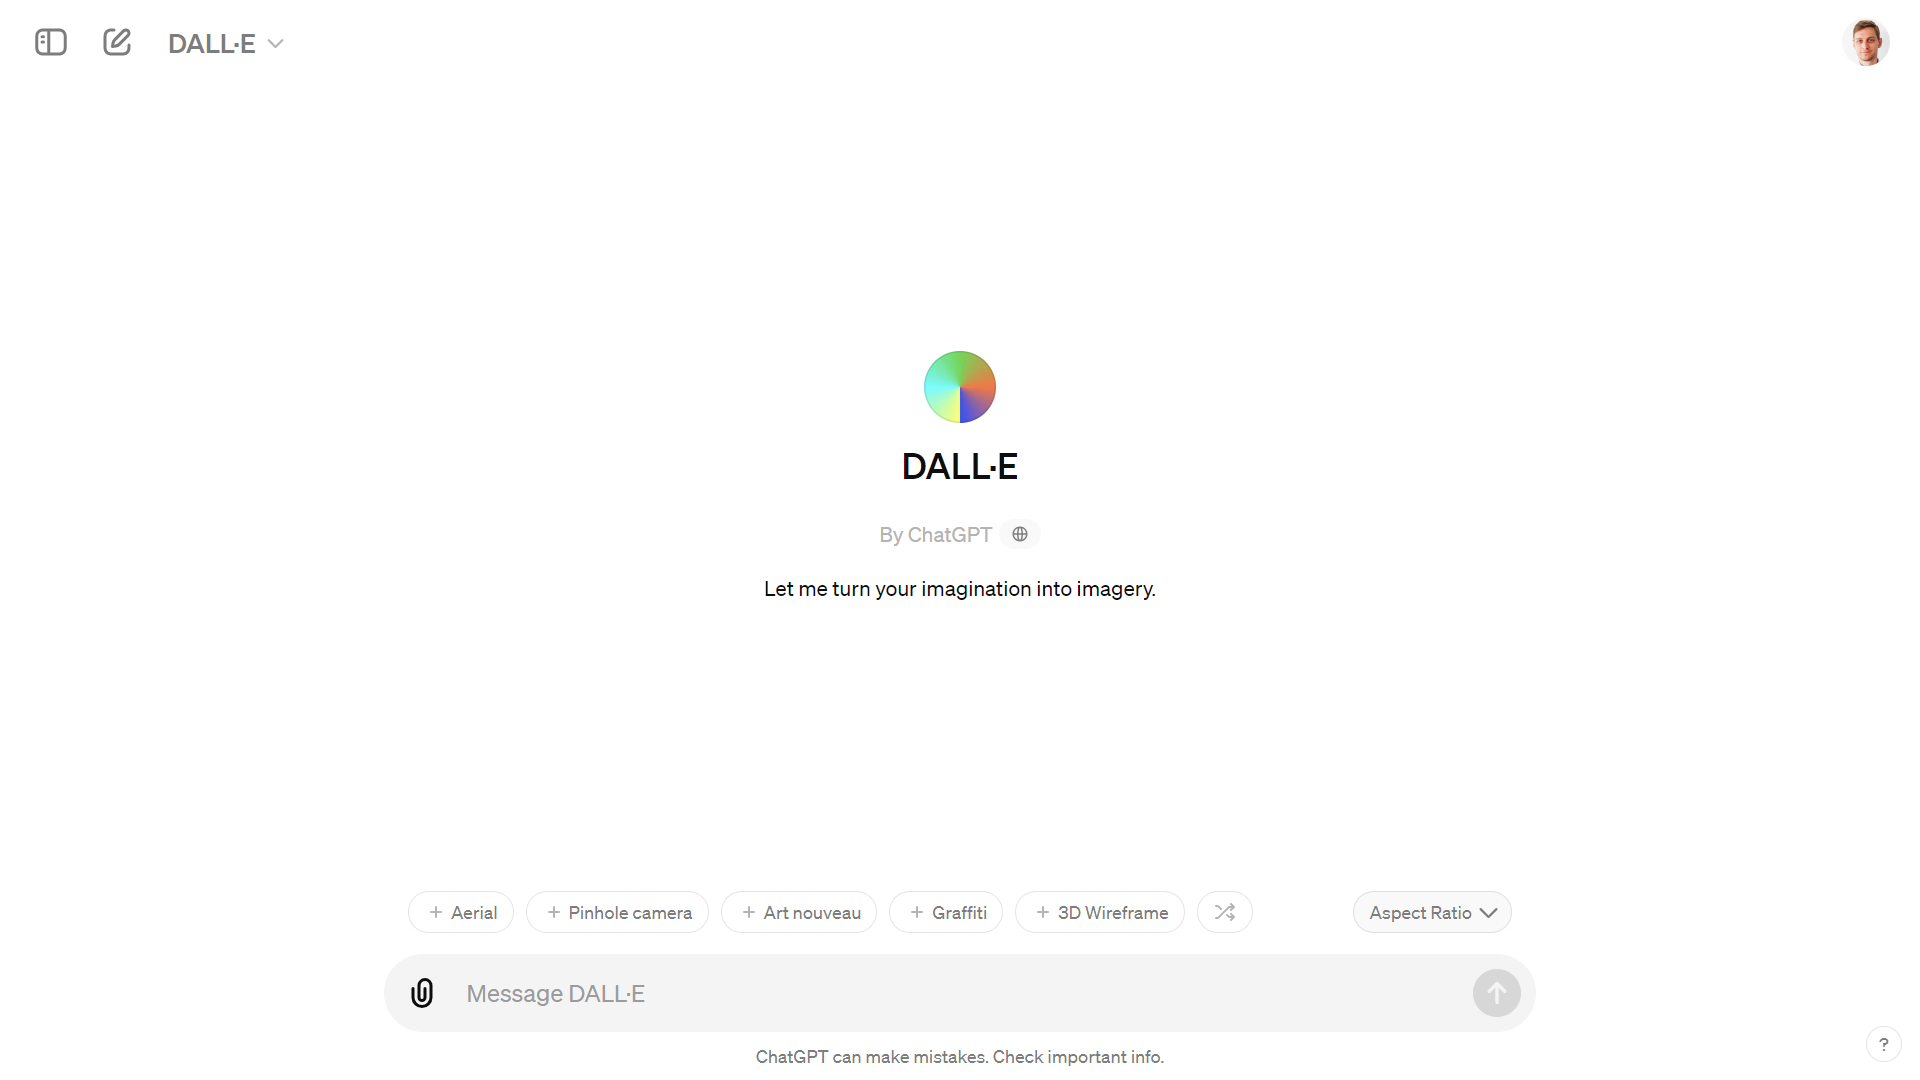 DALL·E
DALL·E
By ChatGPT
Let me turn your imagination into imagery.
Aerial
Pinhole camera
Art nouveau
Graffiti
3D Wireframe
Aspect Ratio
Message DALL·E
ChatGPT can make mistakes. Check important info.
?